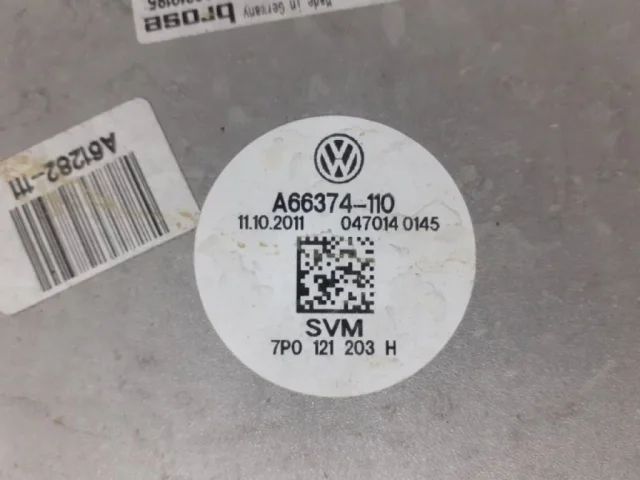 Made in Germany
brose
A61282-111
A66374-110
11.10.2011 047014 0145
SVM
7P0 121 203 H